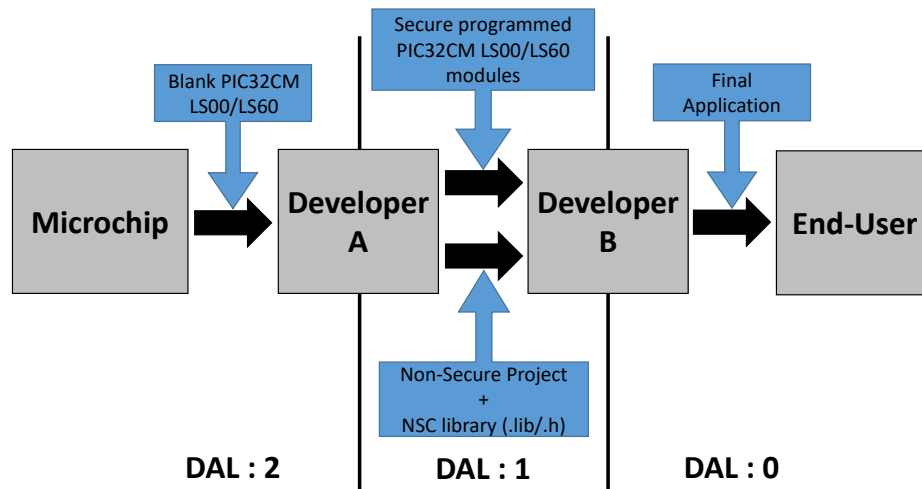 Secure programmed
PIC32CM LS00/LS60
modules
Blank PIC32CM
LS00/LS60
Final
Application
Microchip
Developer
A
Developer
B
End-User
Non-Secure Project
+
NSC library (.lib/.h)
DAL : 2
DAL : 1
DAL : 0